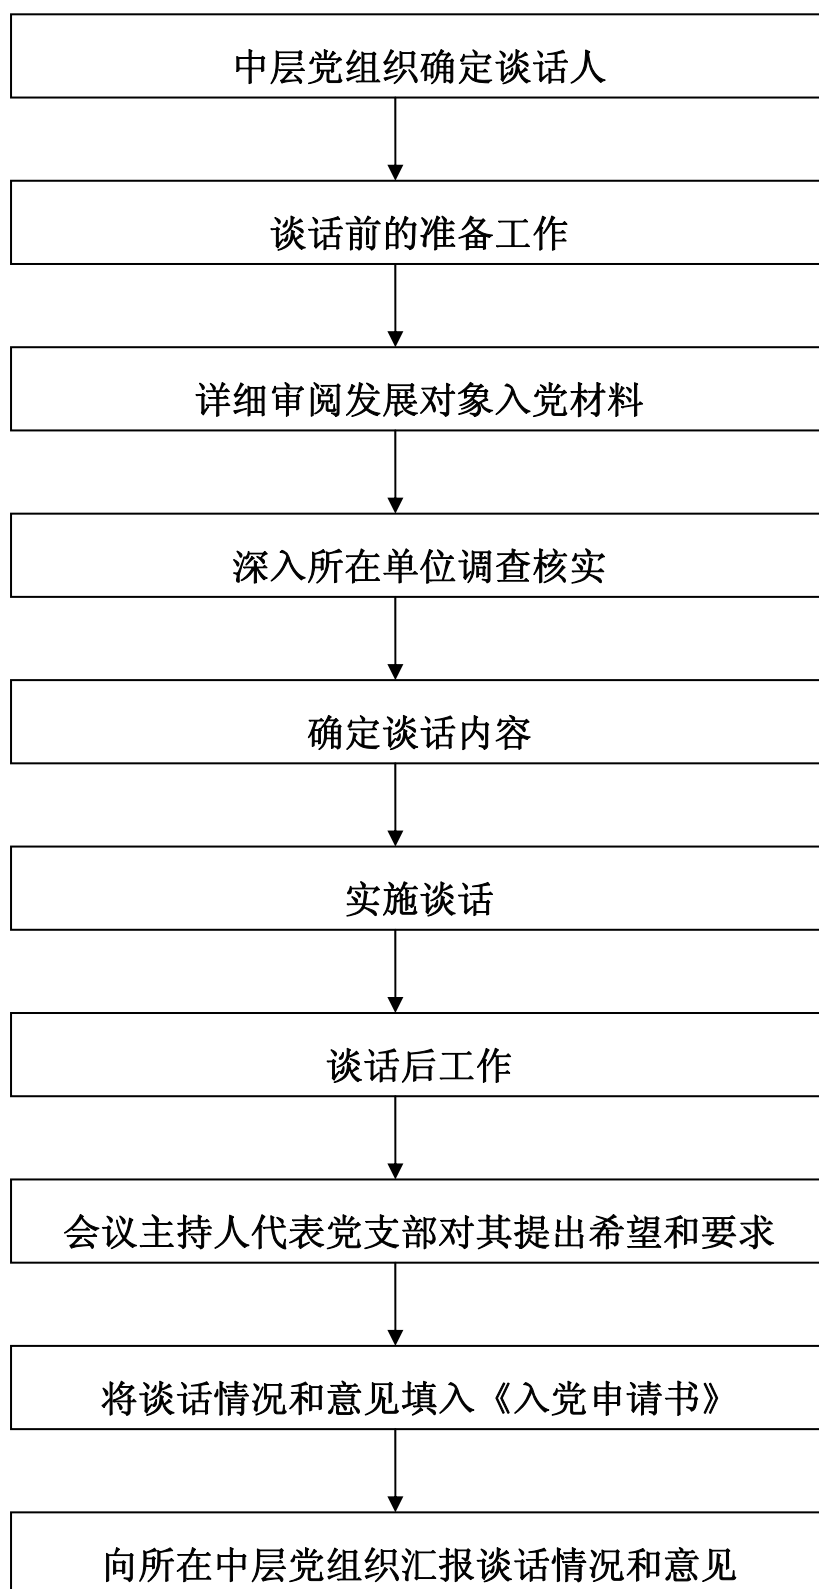 中层党组织确定谈话人
谈话前的准备工作
详细审阅发展对象入党材料
深入所在单位调查核实
确定谈话内容
实施谈话
谈话后工作
会议主持人代表党支部对其提出希望和要求
将谈话情况和意见填入《入党申请书》
向所在中层党组织汇报谈话情况和意见